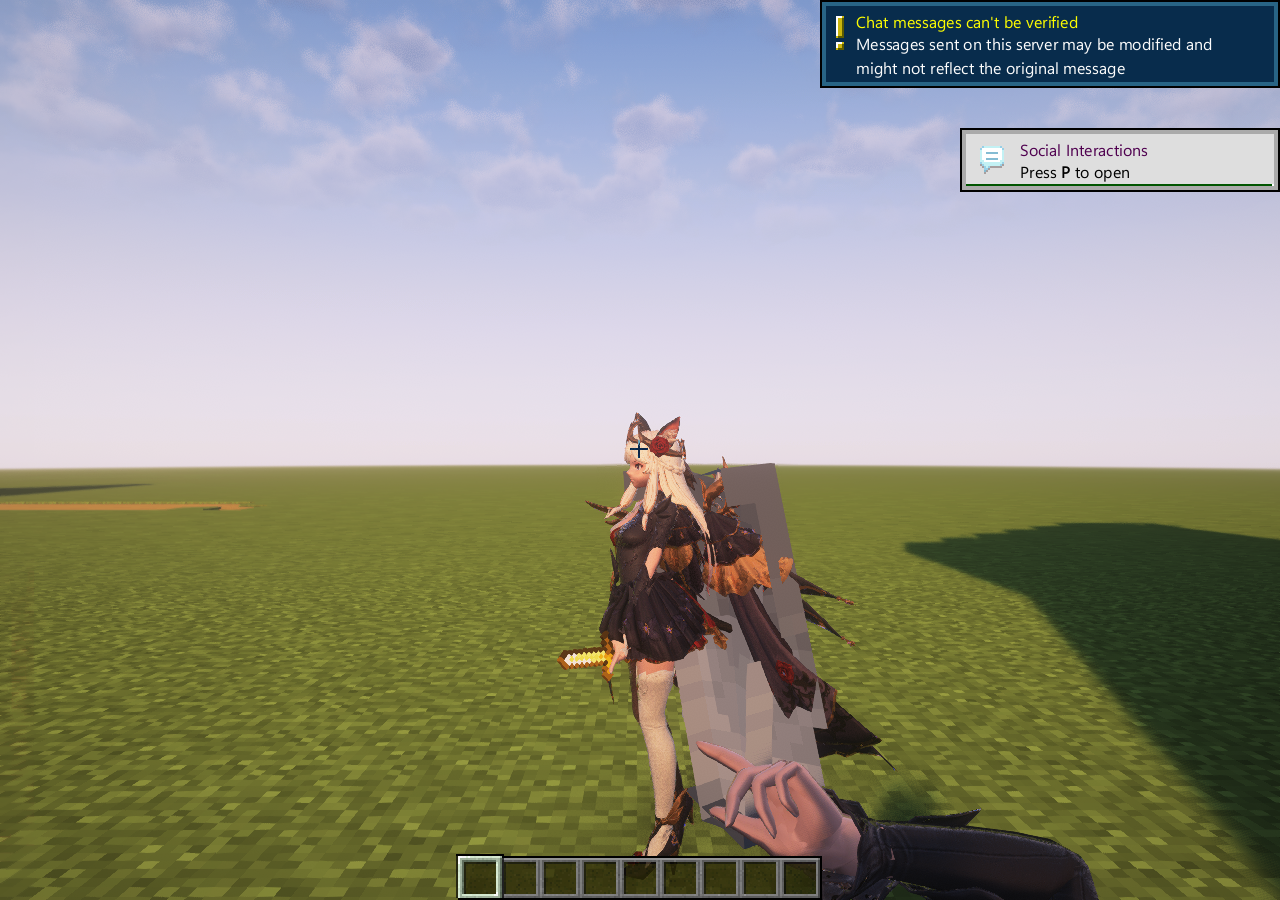 Chat messages can't be verified
Messages sent on this server may be modified and
might not reflect the original message
Social Interactions
Press P to open